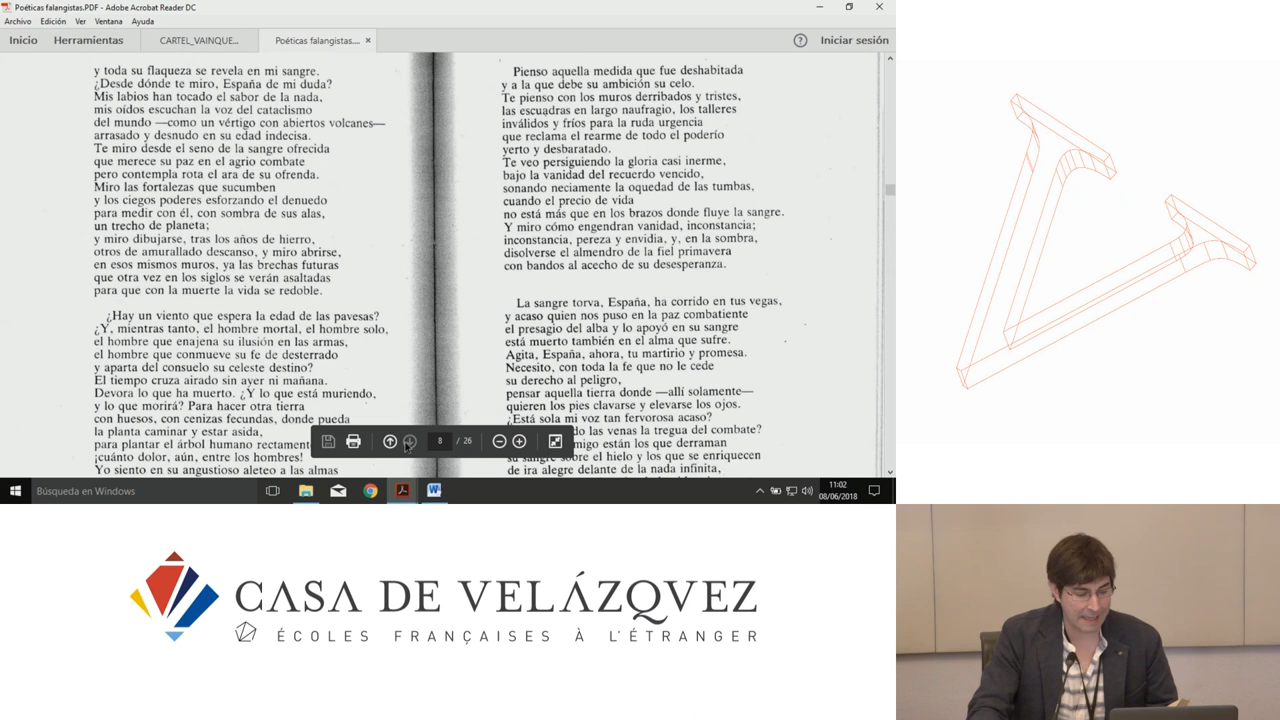 Poéticas falangistas.PDF - Adobe Acrobat Reader DC
Archivo Edición Ver Ventana Ayuda
Inicio Herramientas CARTEL_VAINQUE... Poéticas falangistas.... × ? Iniciar sesión
y toda su flaqueza se revela en mi sangre.
¿Desde dónde te miro, España de mi duda?
Mis labios han tocado el sabor de la nada,
mis oídos escuchan la voz del cataclismo
del mundo —como un vértigo con abiertos volcanes—
arrasado y desnudo en su edad indecisa.
Te miro desde el seno de la sangre ofrecida
que merece su paz en el agrio combate
pero contempla rota el ara de su ofrenda.
Miro las fortalezas que sucumben
y los ciegos poderes esforzando el denuedo
para medir con él, con sombra de sus alas,
un trecho de planeta;
y miro dibujarse, tras los años de hierro,
otros de amurallado descanso, y miro abrirse,
en esos mismos muros, ya las brechas futuras
que otra vez en los siglos se verán asaltadas
para que con la muerte la vida se redoble.
¿Hay un viento que espera la edad de las pavesas?
¿Y, mientras tanto, el hombre mortal, el hombre solo,
el hombre que enajena su ilusión en las armas,
el hombre que conmueve su fe de desterrado
y aparta del consuelo su celeste destino?
El tiempo cruza airado sin ayer ni mañana.
Devora lo que ha muerto. ¿Y lo que está muriendo,
y lo que morirá? Para hacer otra tierra
con huesos, con cenizas fecundas, donde pueda
la planta caminar y estar asida,
para plantar el árbol humano rectament
¡cuánto dolor, aún, entre los hombres!
Yo siento en su angustioso aleteo a las almas
Pienso aquella medida que fue deshabitada
y a la que debe su ambición su celo.
Te pienso con los muros derribados y tristes,
las escuadras en largo naufragio, los talleres
inválidos y fríos para la ruda urgencia
que reclama el rearme de todo el poderío
yerto y desbaratado.
Te veo persiguiendo la gloria casi inerme,
bajo la vanidad del recuerdo vencido,
sonando neciamente la oquedad de las tumbas,
cuando el precio de vida
no está más que en los brazos donde fluye la sangre.
Y miro cómo engendran vanidad, inconstancia;
inconstancia, pereza y envidia, y, en la sombra,
disolverse el almendro de la fiel primavera
con bandos al acecho de su desesperanza.
La sangre torva, España, ha corrido en tus vegas,
y acaso quien nos puso en la paz combatiente
el presagio del alba y lo apoyó en su sangre
está muerto también en el alma que sufre.
Agita, España, ahora, tu martirio y promesa.
Necesito, con toda la fe que no le cede
su derecho al peligro,
pensar aquella tierra donde —allí solamente—
quieren los pies clavarse y elevarse los ojos.
¿Está sola mi voz tan fervorosa acaso?
do las venas la tregua del combate?
migo están los que derraman
su sangre sobre el hielo y los que se enriquecen
de ira alegre delante de la nada infinita,
8 / 26
Búsqueda en Windows
11:02
08/06/2018
CASA DE VELÁZQVEZ
ÉCOLES FRANÇAISES À L'ÉTRANGER